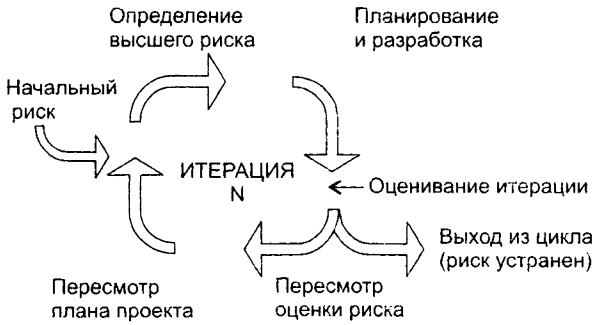 Определение
высшего риска
Планирование
и разработка
Начальный
риск
ИТЕРАЦИЯ
N
Оценивание итерации
Выход из цикла
(риск устранен)
Пересмотр
оценки риска
Пересмотр
плана проекта